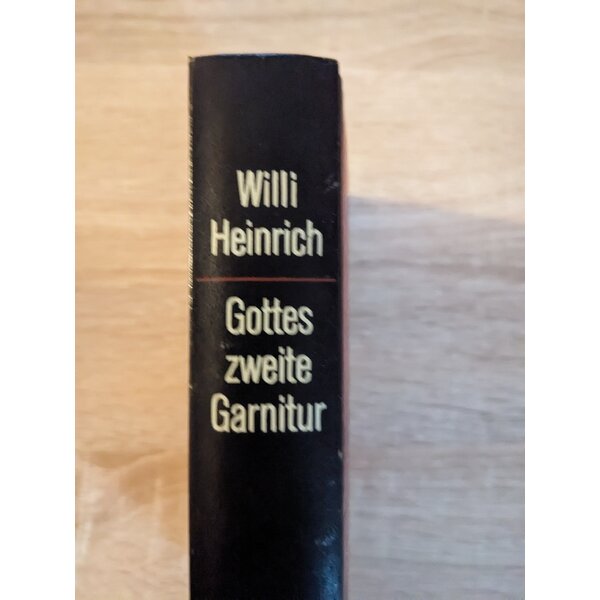 Willi
Heinrich
Gottes
zweite
Garnitur